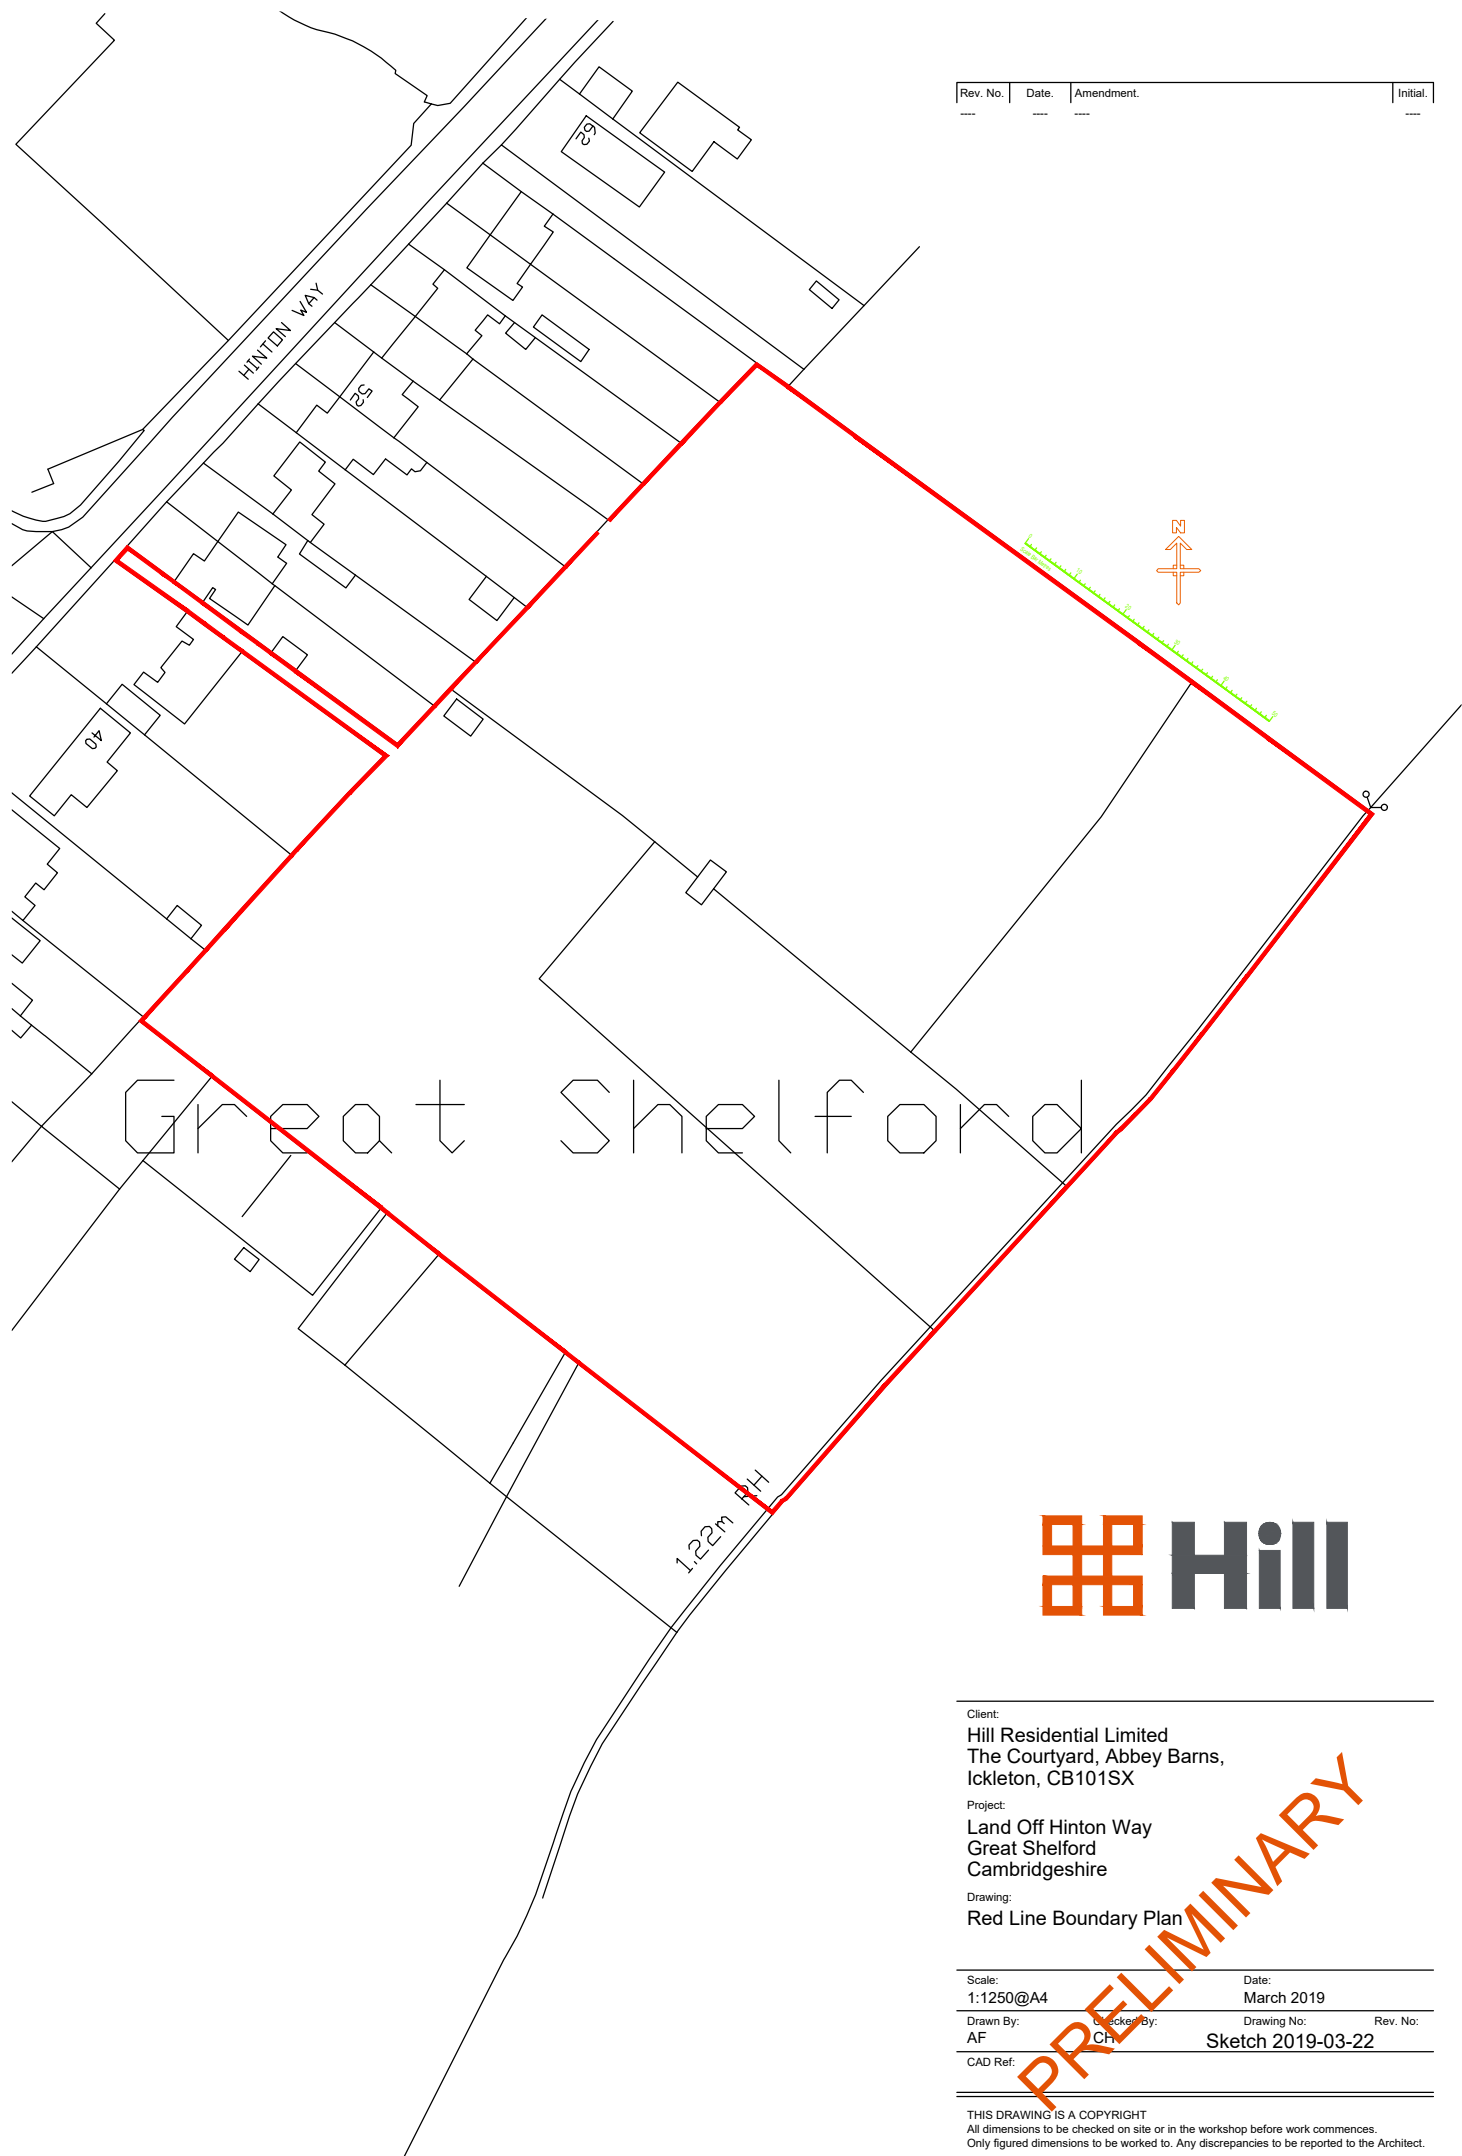 Rev. No. Date. Amendment. Initial.
---- ---- ---- ----
62
HINTON WAY
52
N
40
Great Shelford
1.22m RH
Hill
Client:
Hill Residential Limited
The Courtyard, Abbey Barns,
Ickleton, CB101SX
Project:
Land Off Hinton Way
Great Shelford
Cambridgeshire
Drawing:
Red Line Boundary Plan
PRELIMINARY
Scale: Date:
1:1250@A4 March 2019
Drawn By: Checked By: Drawing No: Rev. No:
AF CH Sketch 2019-03-22
CAD Ref:
THIS DRAWING IS A COPYRIGHT
All dimensions to be checked on site or in the workshop before work commences.
Only figured dimensions to be worked to. Any discrepancies to be reported to the Architect.